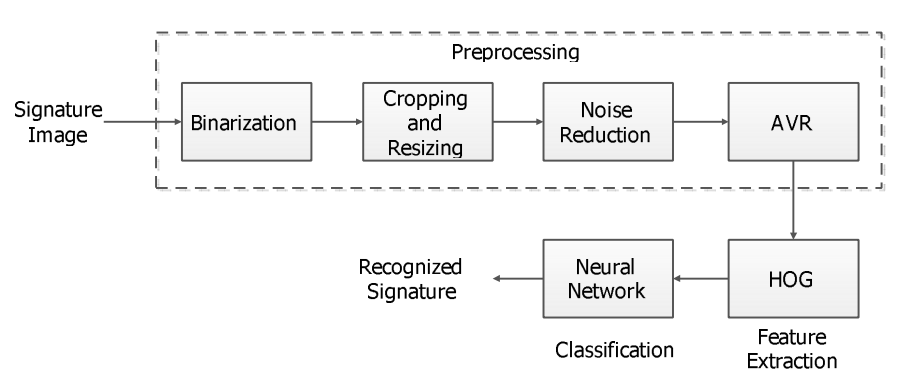 Preprocessing
Signature
Image
Binarization
Cropping
and
Resizing
Noise
Reduction
AVR
Recognized
Signature
Neural
Network
HOG
Classification
Feature
Extraction